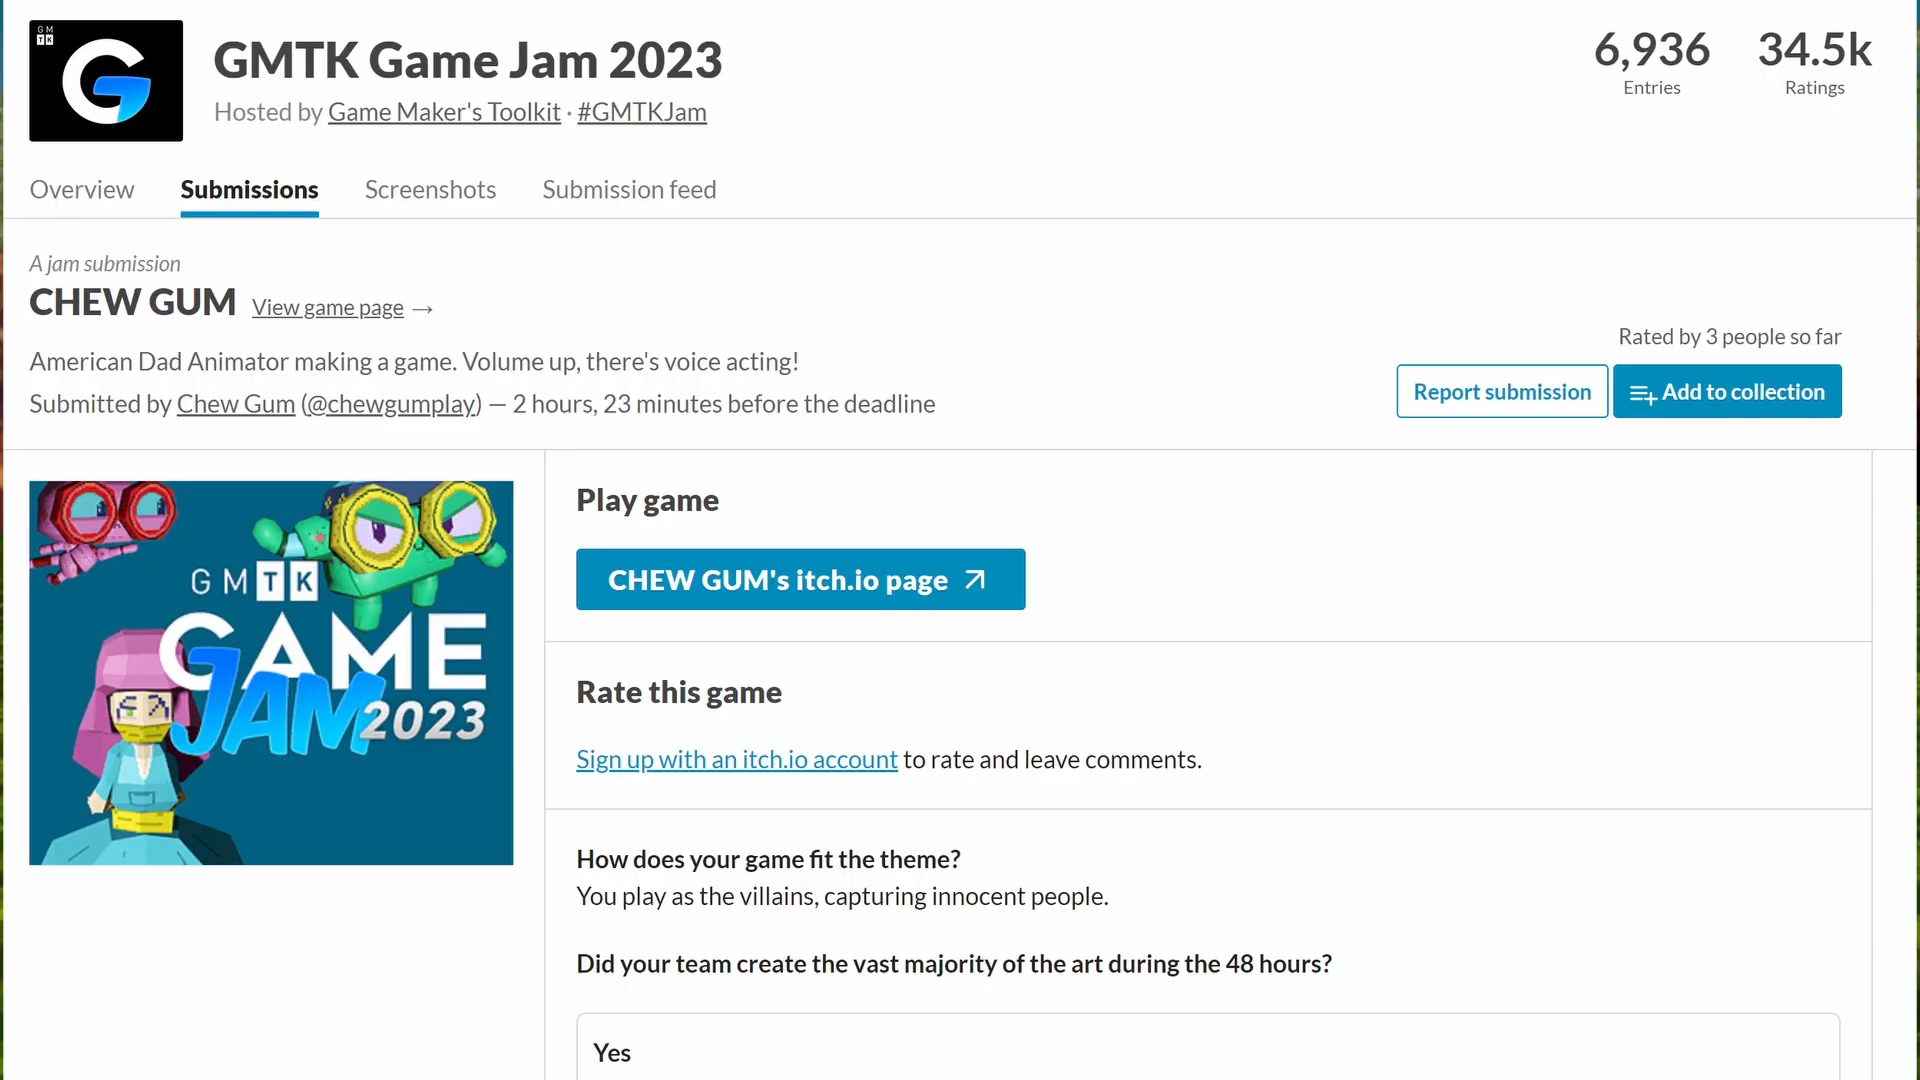 GM
TK
G
GMTK Game Jam 2023
Hosted by Game Maker's Toolkit · #GMTKJam
6,936
Entries
34.5k
Ratings
Overview
Submissions
Screenshots
Submission feed
A jam submission
CHEW GUM View game page →
American Dad Animator making a game. Volume up, there's voice acting!
Submitted by Chew Gum (@chewgumplay) — 2 hours, 23 minutes before the deadline
Rated by 3 people so far
Report submission
Add to collection
GMTK
GAME
JAM 2023
Play game
CHEW GUM's itch.io page
Rate this game
Sign up with an itch.io account to rate and leave comments.
How does your game fit the theme?
You play as the villains, capturing innocent people.
Did your team create the vast majority of the art during the 48 hours?
Yes